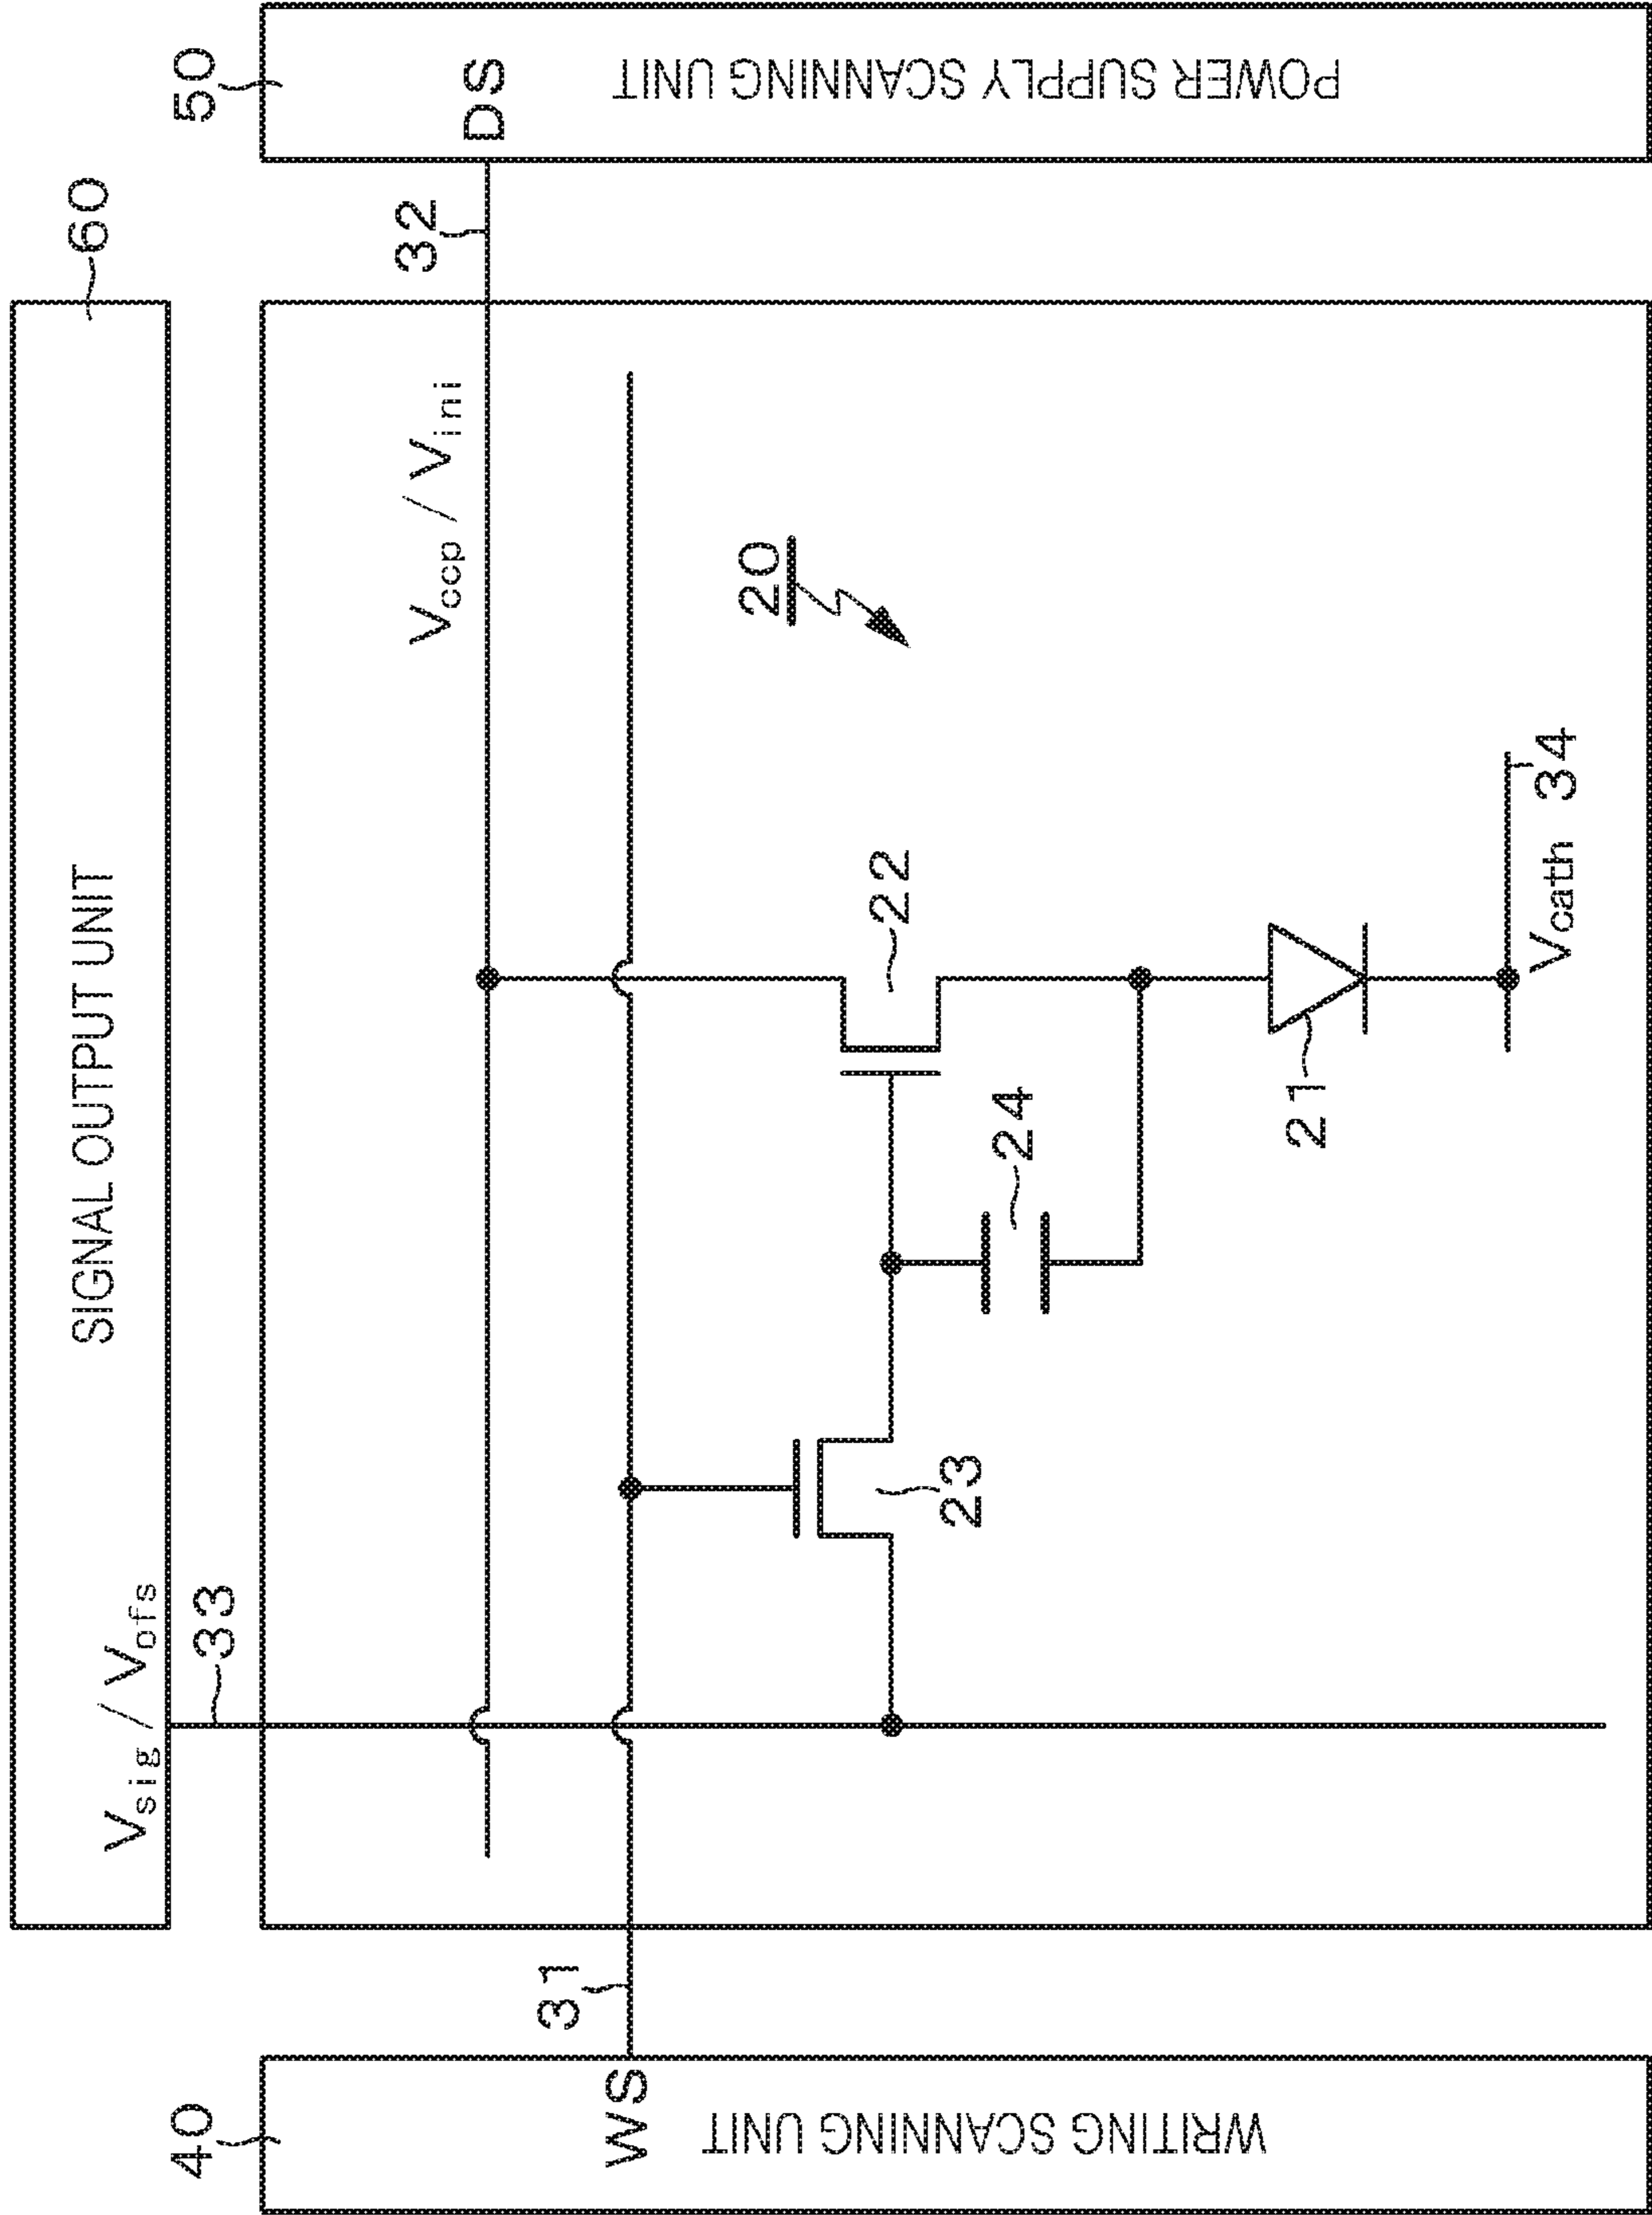 60
SIGNAL OUTPUT UNIT
Vsig / Vofs
33
40
50
WS
31
32
DS
Vccp / Vini
20
22
23
24
21
Vcath 34
WRITING SCANNING UNIT
POWER SUPPLY SCANNING UNIT